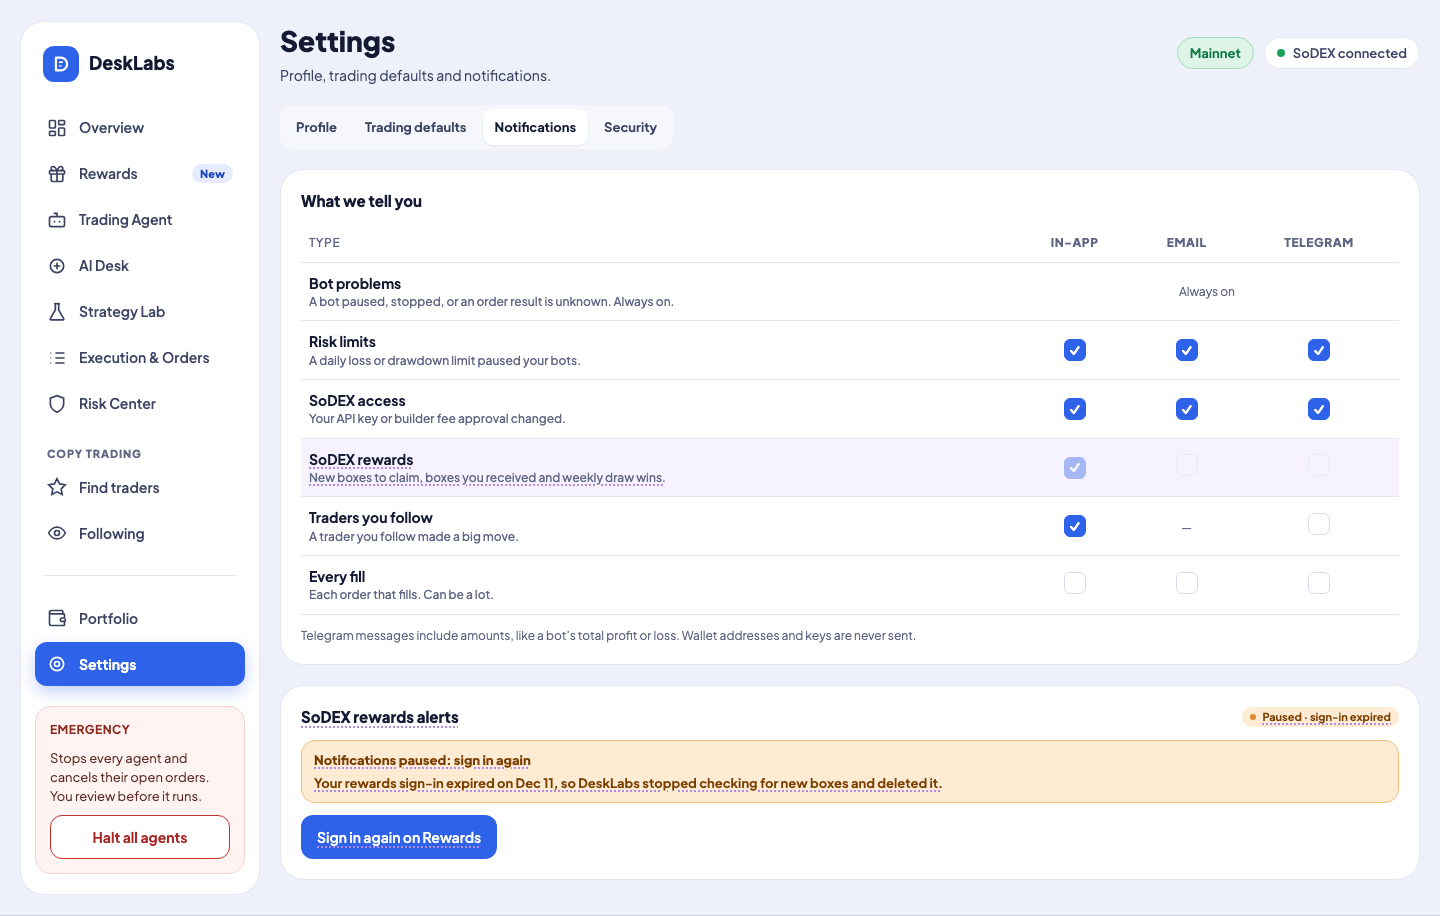 DeskLabs
Overview
Rewards New
Trading Agent
AI Desk
Strategy Lab
Execution & Orders
Risk Center
COPY TRADING
Find traders
Following
Portfolio
Settings
EMERGENCY
Stops every agent and
cancels their open orders.
You review before it runs.
Halt all agents
Settings
Profile, trading defaults and notifications.
Mainnet
SoDEX connected
Profile Trading defaults Notifications Security
What we tell you
TYPE IN-APP EMAIL TELEGRAM
Bot problems
A bot paused, stopped, or an order result is unknown. Always on.
Always on
Risk limits
A daily loss or drawdown limit paused your bots.
SoDEX access
Your API key or builder fee approval changed.
SoDEX rewards
New boxes to claim, boxes you received and weekly draw wins.
Traders you follow
A trader you follow made a big move.
—
Every fill
Each order that fills. Can be a lot.
Telegram messages include amounts, like a bot's total profit or loss. Wallet addresses and keys are never sent.
SoDEX rewards alerts
Paused · sign-in expired
Notifications paused: sign in again
Your rewards sign-in expired on Dec 11, so DeskLabs stopped checking for new boxes and deleted it.
Sign in again on Rewards